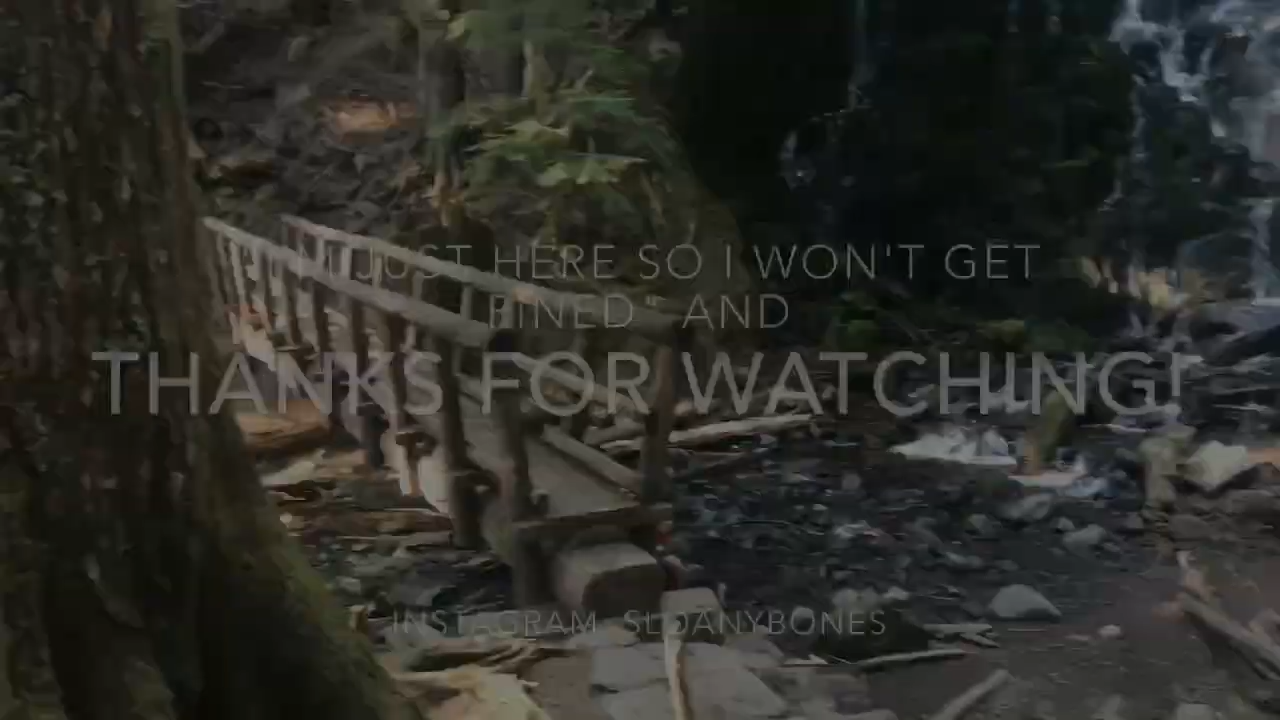 I'M JUST HERE SO I WON'T GET
FINED" AND
THANKS FOR WATCHING!
INSTAGRAM SLOANYBONES